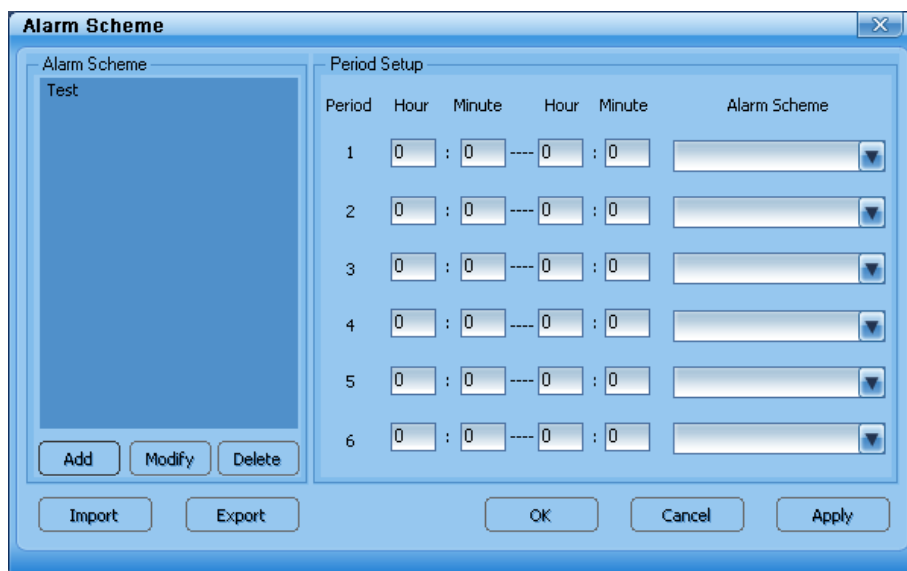 Alarm Scheme
Alarm Scheme
Test
Period Setup
Period Hour Minute Hour Minute Alarm Scheme
1 0 : 0 ---- 0 : 0
2 0 : 0 ---- 0 : 0
3 0 : 0 ---- 0 : 0
4 0 : 0 ---- 0 : 0
5 0 : 0 ---- 0 : 0
6 0 : 0 ---- 0 : 0
Add Modify Delete
Import Export OK Cancel Apply